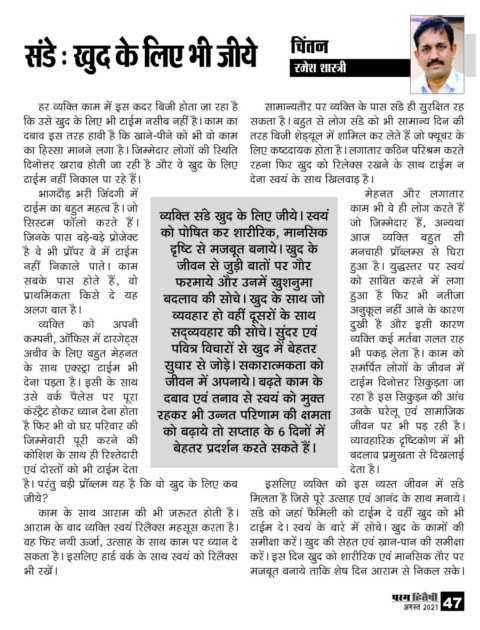 संडे : खुद के लिए भी जीये
चिंतन
रमेश शास्त्री
हर व्यक्ति काम में इस कदर बिजी होता जा रहा है
कि उसे खुद के लिए भी टाईम नसीब नहीं है। काम का
दबाव इस तरह हावी है कि खाने-पीने को भी वो काम
का हिस्सा मानने लगा है। जिम्मेदार लोगों की स्थिति
दिनोत्तर खराब होती जा रही है और वे खुद के लिए
टाईम नहीं निकाल पा रहे हैं।
भागदौड़ भरी जिंदगी में
टाईम का बहुत महत्व है। जो
सिस्टम फॉलो करते हैं।
जिनके पास बड़े-बड़े प्रोजेक्ट
है वे भी प्रॉपर वे में टाईम
नहीं निकाले पाते। काम
सबके पास होते हैं, वो
प्राथमिकता किसे दे यह
अलग बात है।
व्यक्ति को अपनी
कम्पनी, ऑफिस में टारगेट्स
अचीव के लिए बहुत मेहनत
के साथ एक्स्ट्रा टाईम भी
देना पड़ता है। इसी के साथ
उसे वर्क पैलेस पर पूरा
कंस्ट्रेट होकर ध्यान देना होता
है फिर भी वो घर परिवार की
जिम्मेवारी पूरी करने की
कोशिश के साथ ही रिश्तेदारी
एवं दोस्तों को भी टाईम देता
है। परंतु बड़ी प्रॉब्लम यह है कि वो खुद के लिए कब
जीये?
काम के साथ आराम की भी जरूरत होती है।
आराम के बाद व्यक्ति स्वयं रिलैक्स महसूस करता है।
वह फिर नयी ऊर्जा, उत्साह के साथ काम पर ध्यान दे
सकता है। इसलिए हार्ड वर्क के साथ स्वयं को रिलैक्स
भी रखें।
व्यक्ति संडे खुद के लिए जीये। स्वयं
को पोषित कर शारीरिक, मानसिक
दृष्टि से मजबूत बनाये। खुद के
जीवन से जुड़ी बातों पर गौर
फरमाये और उनमें खुशनुमा
बदलाव की सोचे। खुद के साथ जो
व्यवहार हो वहीं दूसरों के साथ
सद्व्यवहार की सोचे। सुंदर एवं
पवित्र विचारों से खुद में बेहतर
सुधार से जोड़े। सकारात्मकता को
जीवन में अपनाये। बढ़ते काम के
दबाव एवं तनाव से स्वयं को मुक्त
रहकर भी उन्नत परिणाम की क्षमता
को बढ़ाये तो सप्ताह के 6 दिनों में
बेहतर प्रदर्शन करते सकते हैं।
सामान्यतौर पर व्यक्ति के पास संडे ही सुरक्षित रह
सकता है। बहुत से लोग संडे को भी सामान्य दिन की
तरह बिजी शेड्यूल में शामिल कर लेते हैं जो फ्यूचर के
लिए कष्टदायक होता है। लगातार कठिन परिश्रम करते
रहना फिर खुद को रिलेक्स रखने के साथ टाईम न
देना स्वयं के साथ खिलवाड़ है।
मेहनत और लगातार
काम भी वे ही लोग करते हैं
जो जिम्मेदार हैं, अन्यथा
आज व्यक्ति बहुत सी
मनचाही प्रॉब्लम्स से घिरा
हुआ है। युद्धस्तर पर स्वयं
को साबित करने में लगा
हुआ है फिर भी नतीजा
अनुकूल नहीं आने के कारण
दुखी है और इसी कारण
व्यक्ति कई मर्तबा गलत राह
भी पकड़ लेता है। काम को
समर्पित लोगों के जीवन में
टाईम दिनोत्तर सिकुड़ता जा
रहा है इस सिकुड़न की आंच
उनके घरेलू एवं सामाजिक
जीवन पर भी पड़ रही है।
व्यावहारिक दृष्टिकोण में भी
बदलाव प्रमुखता से दिखलाई
देता है।
इसलिए व्यक्ति को इस व्यस्त जीवन में संडे
मिलता है जिसे पूरे उत्साह एवं आनंद के साथ मनाये।
संडे को जहां फैमिली को टाईम दे वहीं खुद को भी
टाईम दे। स्वयं के बारे में सोचे। खुद के कामों की
समीक्षा करें। खुद की सेहत एवं खान-पान की समीक्षा
करें। इस दिन खुद को शारीरिक एवं मानसिक तौर पर
मजबूत बनाये ताकि शेष दिन आराम से निकल सके।
परम हितैषी
अगस्त 2021 47